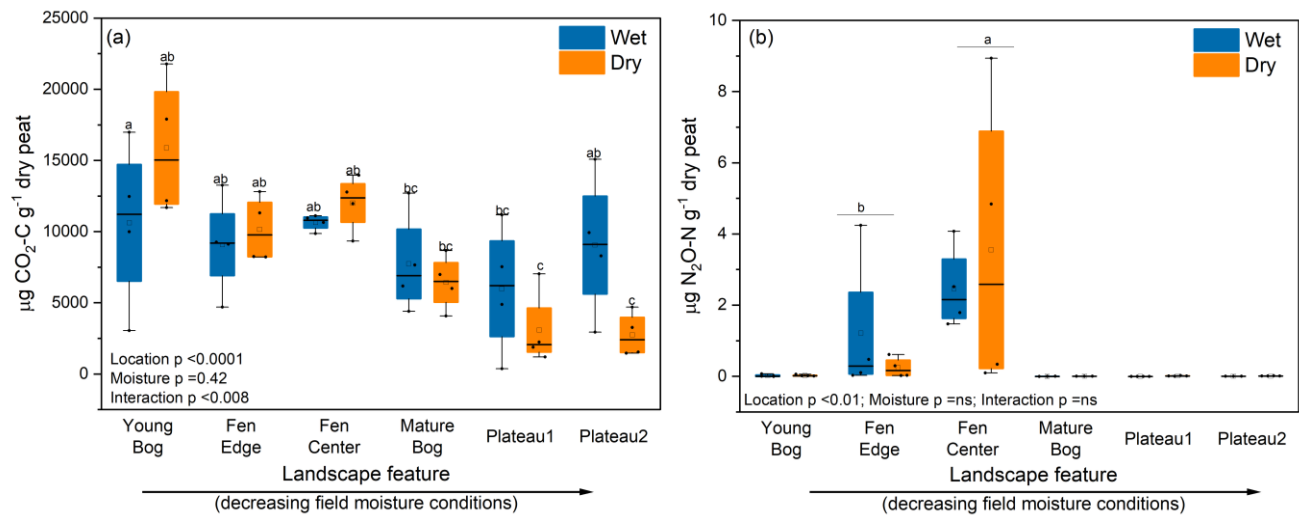 (a)
Wet
Dry
µg CO2-C g-1 dry peat
25000
20000
15000
10000
5000
0
a
ab
ab
ab
ab
ab
bc
bc
bc
c
ab
c
Location p <0.0001
Moisture p =0.42
Interaction p <0.008
Young Bog
Fen Edge
Fen Center
Mature Bog
Plateau1
Plateau2
Landscape feature
(decreasing field moisture conditions)
(b)
Wet
Dry
µg N2O-N g-1 dry peat
10
8
6
4
2
0
b
a
Location p <0.01; Moisture p =ns; Interaction p =ns
Young Bog
Fen Edge
Fen Center
Mature Bog
Plateau1
Plateau2
Landscape feature
(decreasing field moisture conditions)